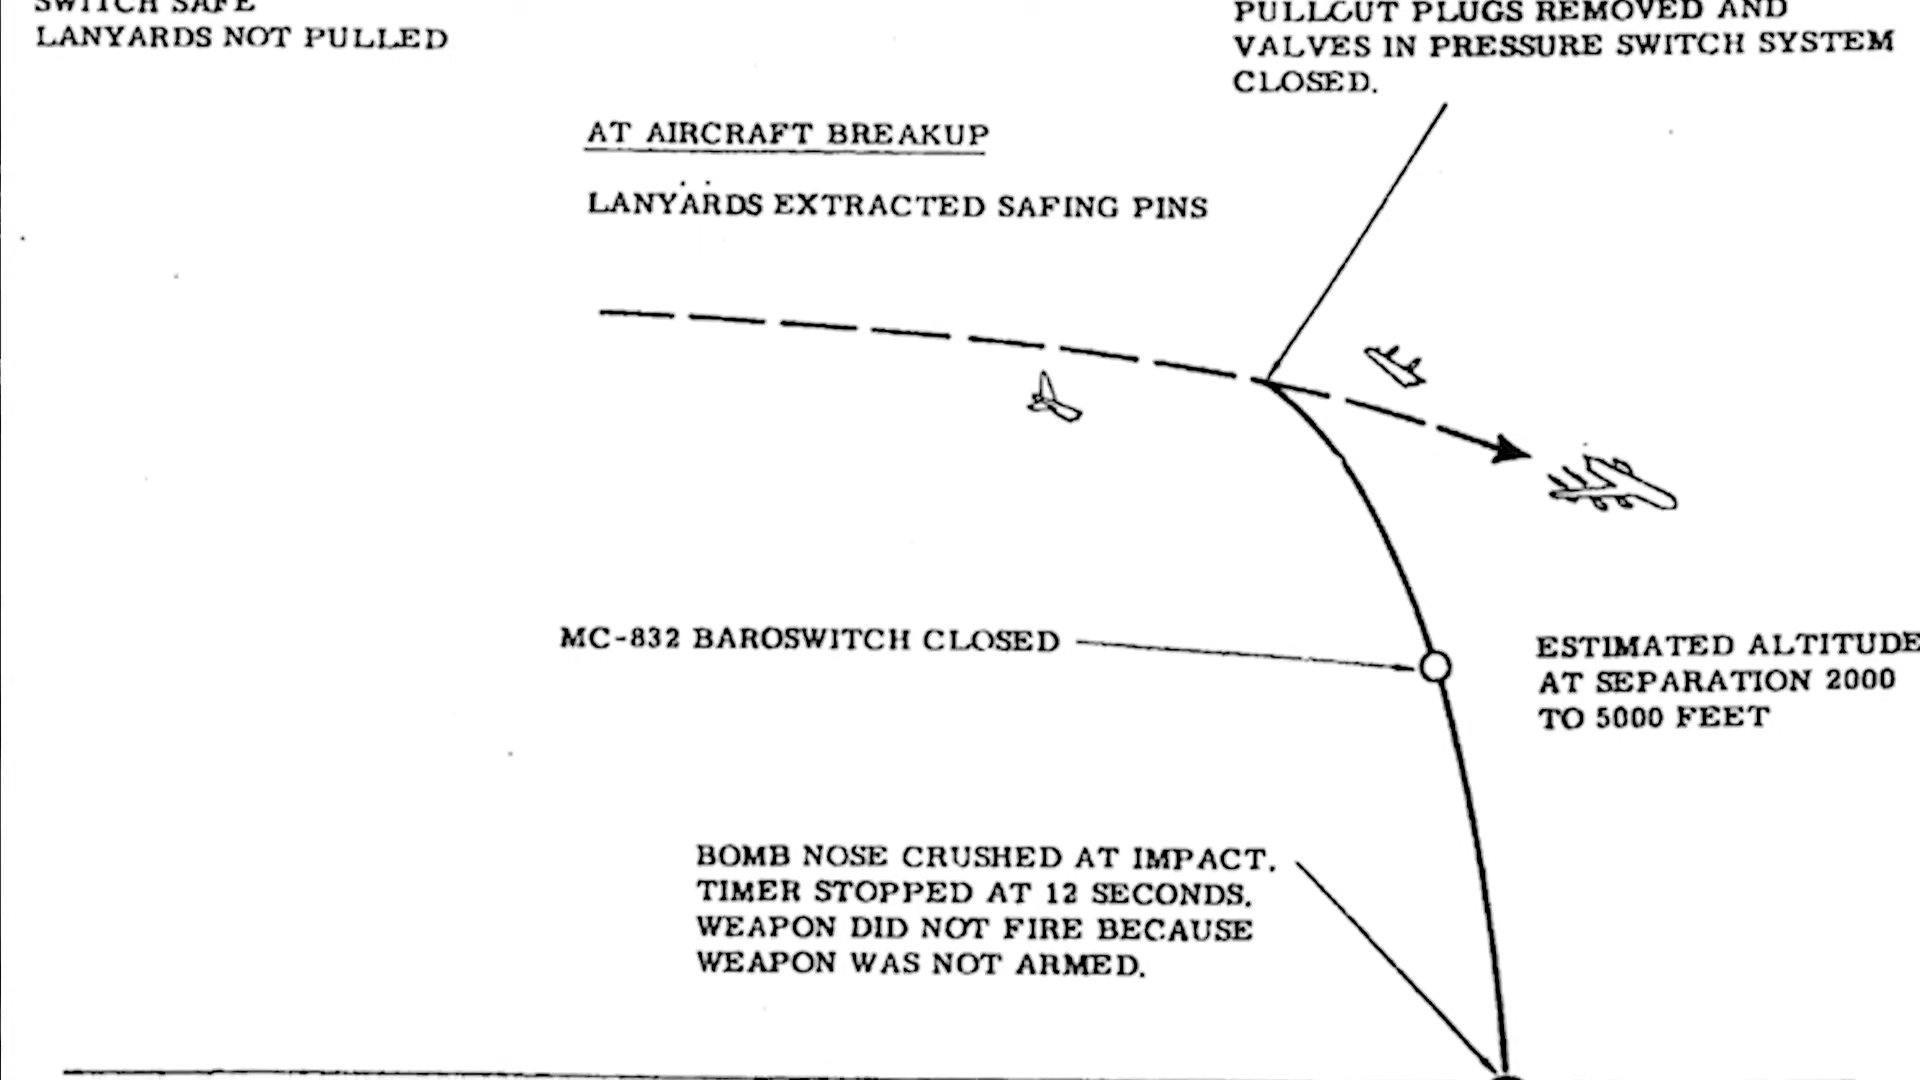 SWITCH SAFE
LANYARDS NOT PULLED
PULLOUT PLUGS REMOVED AND
VALVES IN PRESSURE SWITCH SYSTEM
CLOSED.
AT AIRCRAFT BREAKUP
LANYARDS EXTRACTED SAFING PINS
MC-832 BAROSWITCH CLOSED
ESTIMATED ALTITUDE
AT SEPARATION 2000
TO 5000 FEET
BOMB NOSE CRUSHED AT IMPACT.
TIMER STOPPED AT 12 SECONDS.
WEAPON DID NOT FIRE BECAUSE
WEAPON WAS NOT ARMED.